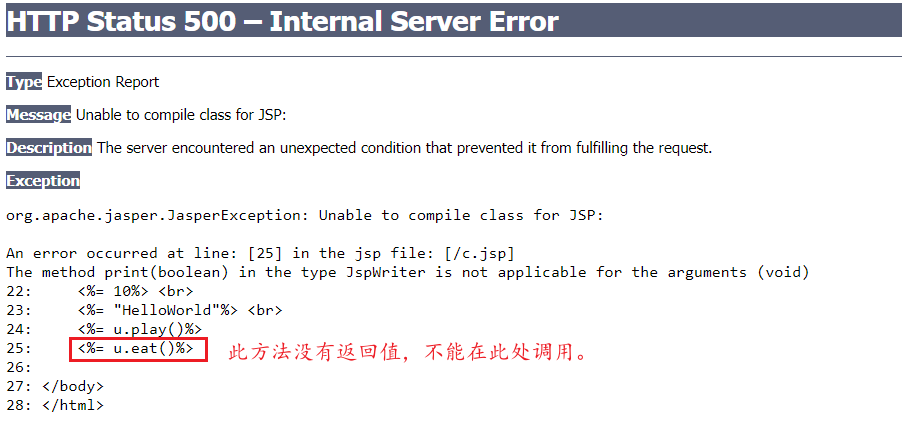 HTTP Status 500 – Internal Server Error
Type Exception Report
Message Unable to compile class for JSP:
Description The server encountered an unexpected condition that prevented it from fulfilling the request.
Exception
org.apache.jasper.JasperException: Unable to compile class for JSP:
An error occurred at line: [25] in the jsp file: [/c.jsp]
The method print(boolean) in the type JspWriter is not applicable for the arguments (void)
22:     <%= 10%> <br>
23:     <%= "HelloWorld"%> <br>
24:     <%= u.play()%>
25:     <%= u.eat()%> 此方法没有返回值，不能在此处调用。
26:
27: </body>
28: </html>